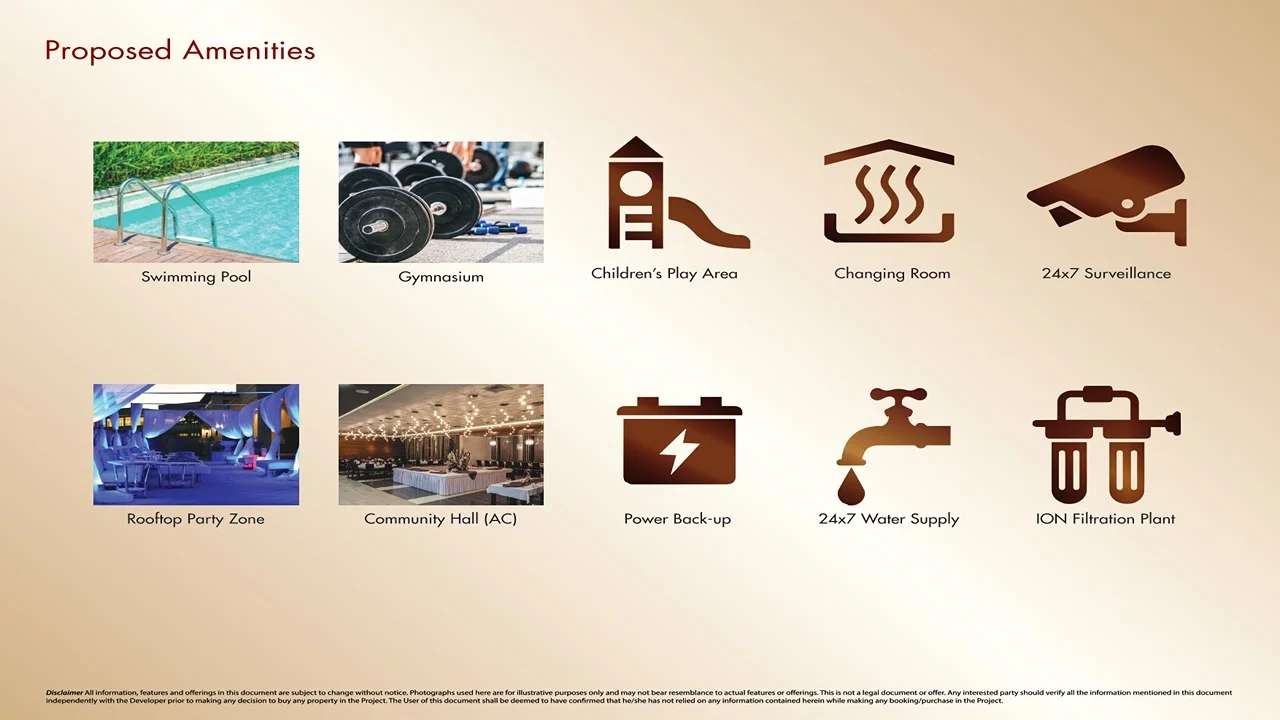 Proposed Amenities
Swimming Pool
Gymnasium
Children's Play Area
Changing Room
24x7 Surveillance
Rooftop Party Zone
Community Hall (AC)
Power Back-up
24x7 Water Supply
ION Filtration Plant
Disclaimer All information, features and offerings in this document are subject to change without notice. Photographs used here are for illustrative purposes only and may not bear resemblance to actual features or offerings. This is not a legal document or offer. Any interested party should verify all the information mentioned in this document
independently with the Developer prior to making any decision to buy any property in the Project. The User of this document shall be deemed to have confirmed that he/she has not relied on any information contained herein while making any booking/purchase in the Project.